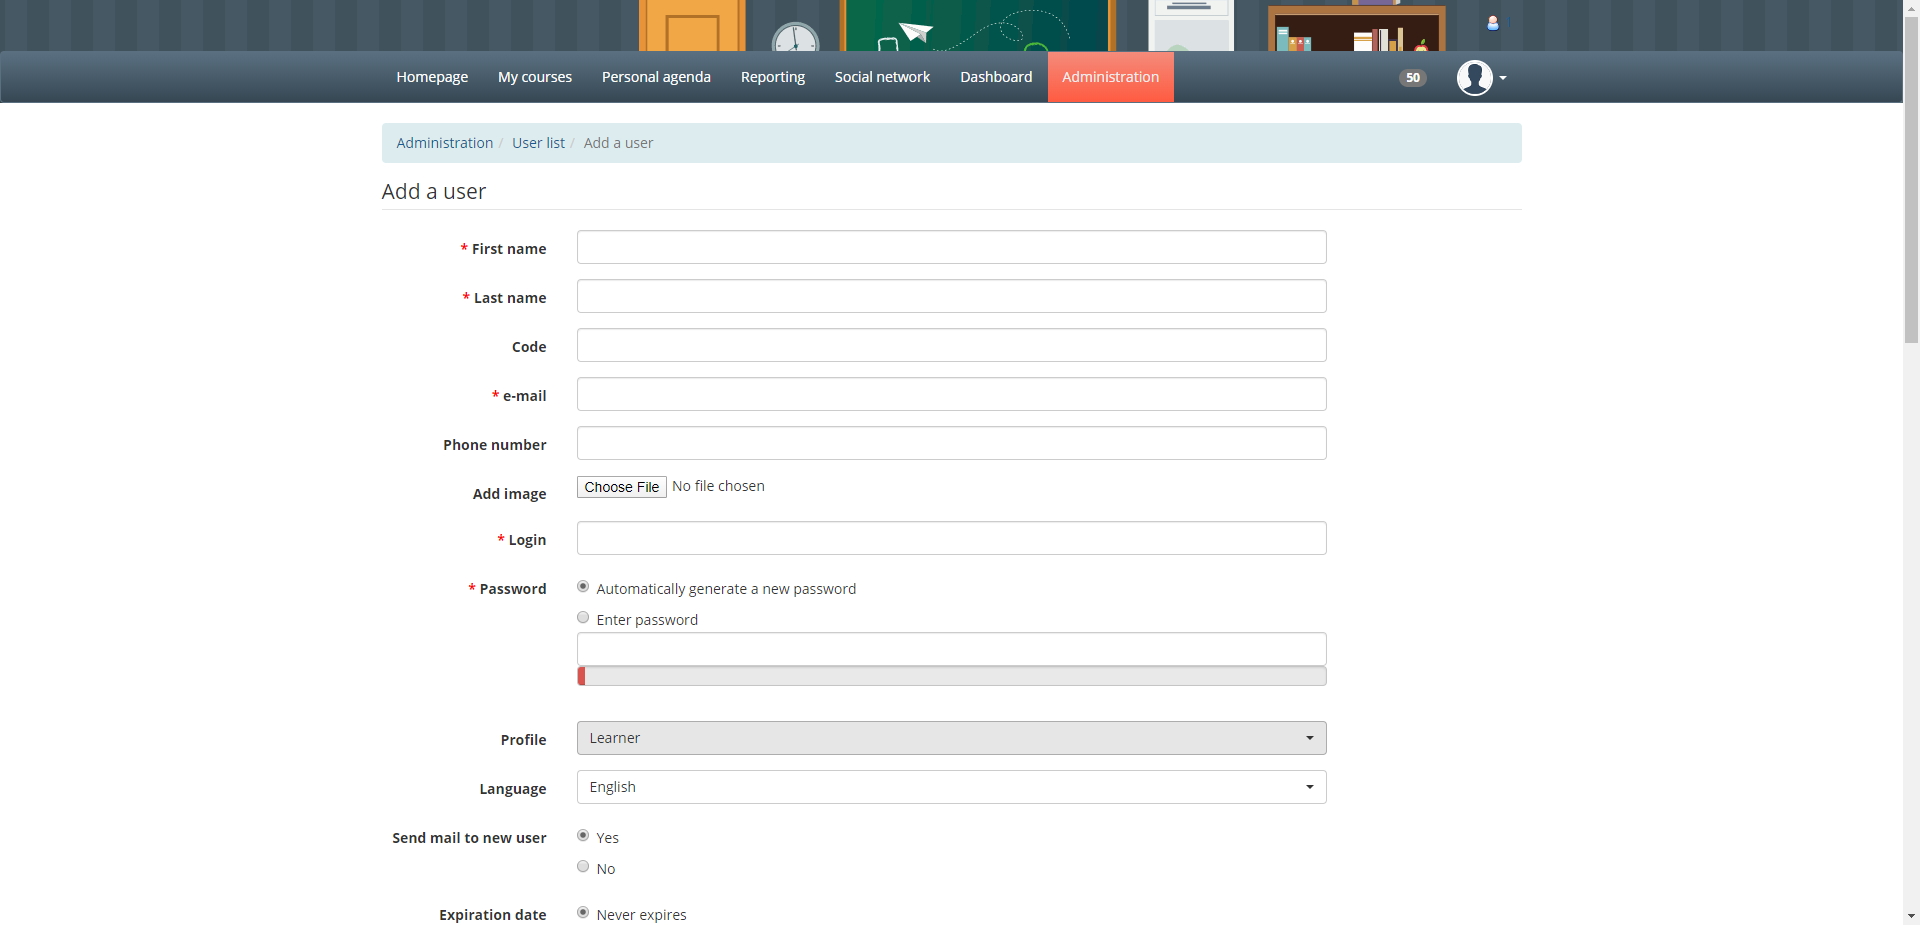 Homepage My courses Personal agenda Reporting Social network Dashboard Administration 50
Administration / User list / Add a user
Add a user
* First name
* Last name
Code
* e-mail
Phone number
Add image Choose File No file chosen
* Login
* Password Automatically generate a new password
Enter password
Profile Learner
Language English
Send mail to new user Yes
No
Expiration date Never expires